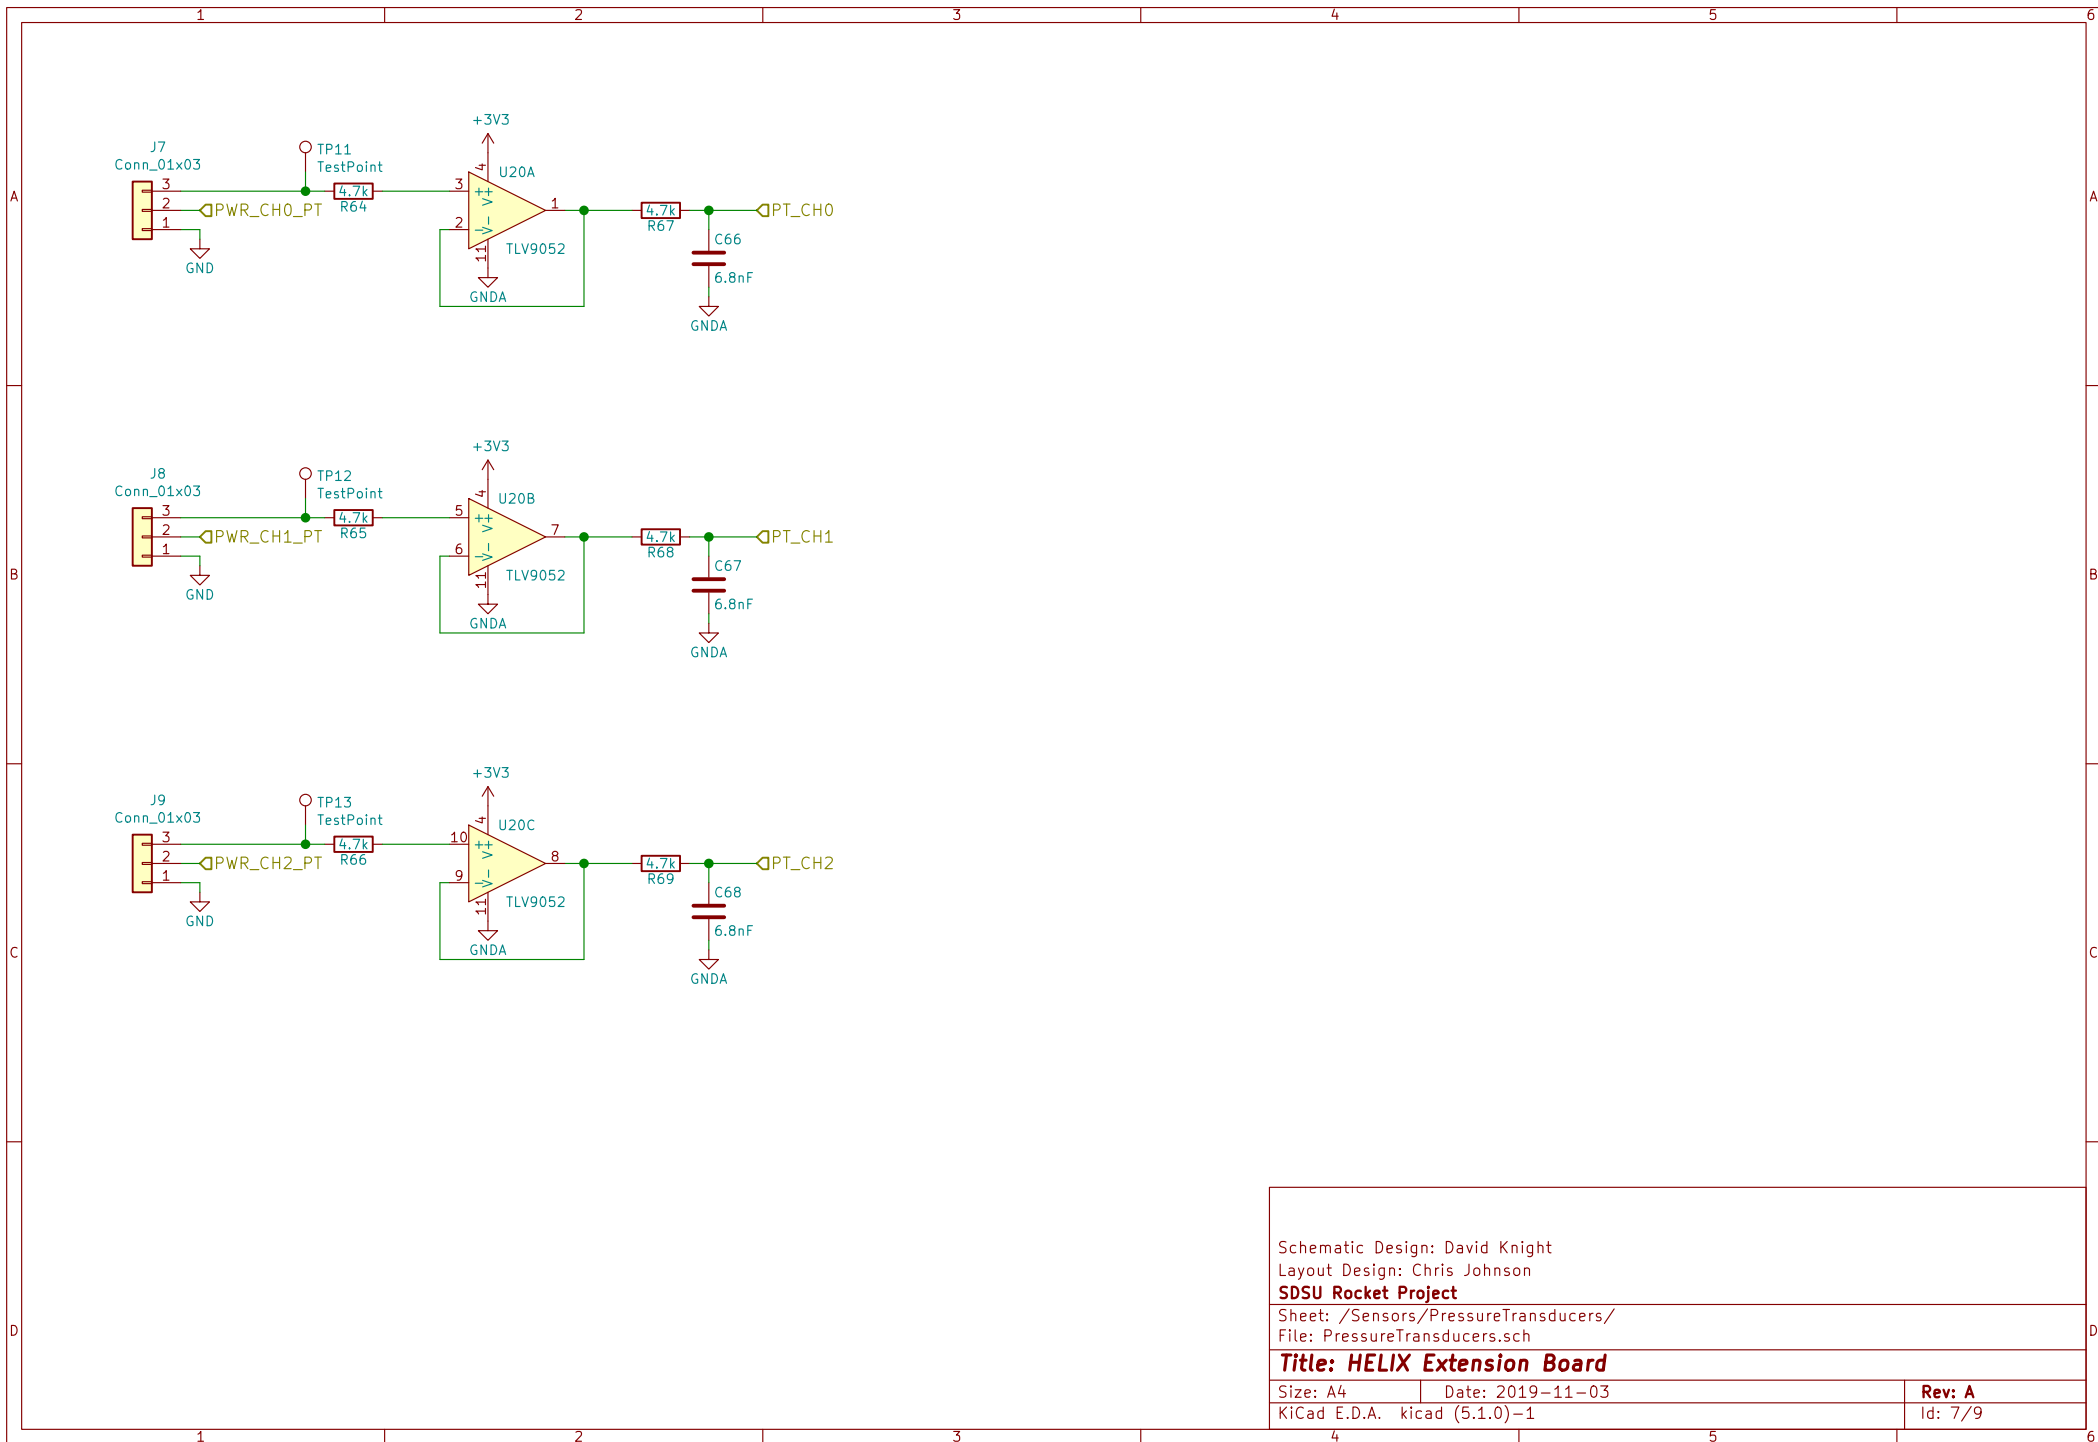 1 2 3 4 5 6
A A
+3V3
J7
Conn_01x03
TP11
TestPoint
3
2
1
PWR_CH0_PT
GND
4.7k
R64
U20A
4
3
2
1
++
V+
-
V-
11
TLV9052
GNDA
4.7k
R67
PT_CH0
C66
6.8nF
GNDA
B B
+3V3
J8
Conn_01x03
TP12
TestPoint
3
2
1
PWR_CH1_PT
GND
4.7k
R65
U20B
4
5
6
7
++
V+
-
V-
11
TLV9052
GNDA
4.7k
R68
PT_CH1
C67
6.8nF
GNDA
C C
+3V3
J9
Conn_01x03
TP13
TestPoint
3
2
1
PWR_CH2_PT
GND
4.7k
R66
U20C
4
10
9
8
++
V+
-
V-
11
TLV9052
GNDA
4.7k
R69
PT_CH2
C68
6.8nF
GNDA
D D
Schematic Design: David Knight
Layout Design: Chris Johnson
SDSU Rocket Project
Sheet: /Sensors/PressureTransducers/
File: PressureTransducers.sch
Title: HELIX Extension Board
Size: A4 Date: 2019-11-03 Rev: A
KiCad E.D.A. kicad (5.1.0)-1 Id: 7/9
1 2 3 4 5 6